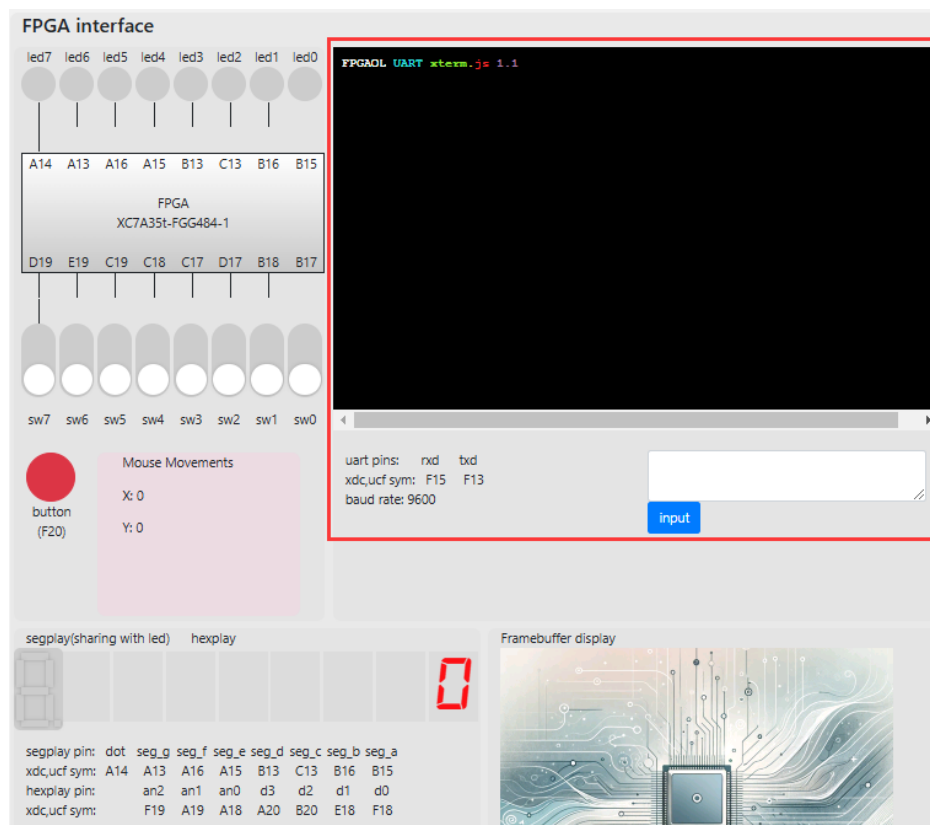 FPGA interface
led7 led6 led5 led4 led3 led2 led1 led0
A14 A13 A16 A15 B13 C13 B16 B15
FPGA
XC7A35t-FGG484-1
D19 E19 C19 C18 C17 D17 B18 B17
sw7 sw6 sw5 sw4 sw3 sw2 sw1 sw0
button
(F20)
Mouse Movements
X: 0
Y: 0
FPGAOL UART xterm.js 1.1
uart pins: rxd txd
xdc,ucf sym: F15 F13
baud rate: 9600
input
segplay(sharing with led) hexplay
0
segplay pin: dot seg_g seg_f seg_e seg_d seg_c seg_b seg_a
xdc,ucf sym: A14 A13 A16 A15 B13 C13 B16 B15
hexplay pin: an2 an1 an0 d3 d2 d1 d0
xdc,ucf sym: F19 A19 A18 A20 B20 E18 F18
Framebuffer display